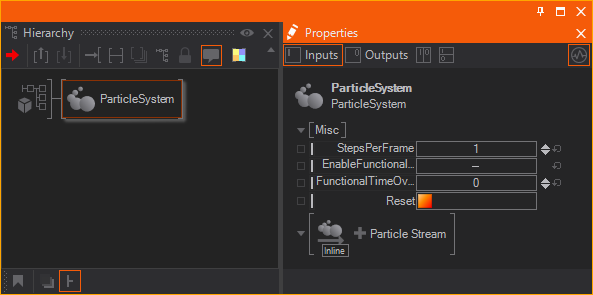 Hierarchy
ParticleSystem
Properties
Inputs
Outputs
ParticleSystem
ParticleSystem
Misc
StepsPerFrame 1
EnableFunctional... --
FunctionalTimeOv... 0
Reset
Inline
Particle Stream